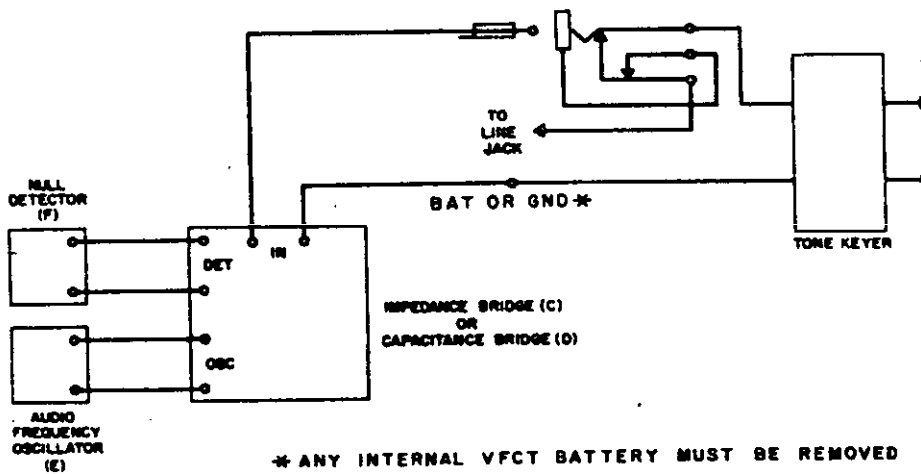 TO
LINE
JACK
BAT OR GND*
TONE KEYER
NULL
DETECTOR
(F)
DET
IN
OSC
IMPEDANCE BRIDGE (C)
OR
CAPACITANCE BRIDGE (D)
AUDIO
FREQUENCY
OSCILLATOR
(E)
* ANY INTERNAL VFCT BATTERY MUST BE REMOVED